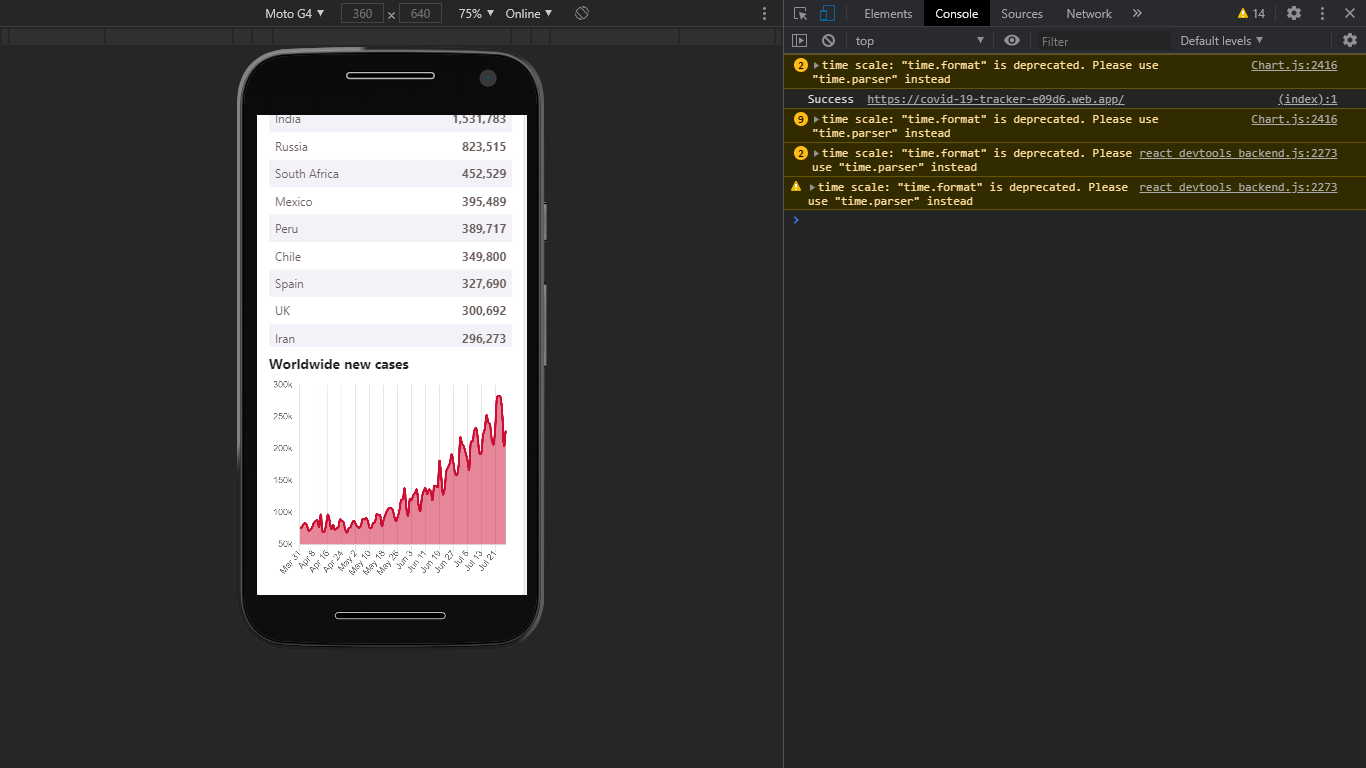 Moto G4 ▼ 360 × 640 75% ▼ Online ▼
Elements Console Sources Network » 14
top ▼ Filter Default levels ▼
2 time scale: "time.format" is deprecated. Please use Chart.js:2416
"time.parser" instead
Success https://covid-19-tracker-e09d6.web.app/ (index):1
9 time scale: "time.format" is deprecated. Please use Chart.js:2416
"time.parser" instead
2 time scale: "time.format" is deprecated. Please react_devtools_backend.js:2273
use "time.parser" instead
time scale: "time.format" is deprecated. Please react_devtools_backend.js:2273
use "time.parser" instead
India 1,531,783
Russia 823,515
South Africa 452,529
Mexico 395,489
Peru 389,717
Chile 349,800
Spain 327,690
UK 300,692
Iran 296,273
Worldwide new cases
300k
250k
200k
150k
100k
50k
Mar 31 Apr 8 Apr 16 Apr 24 May 2 May 10 May 18 May 26 Jun 3 Jun 11 Jun 19 Jun 27 Jul 5 Jul 13 Jul 21